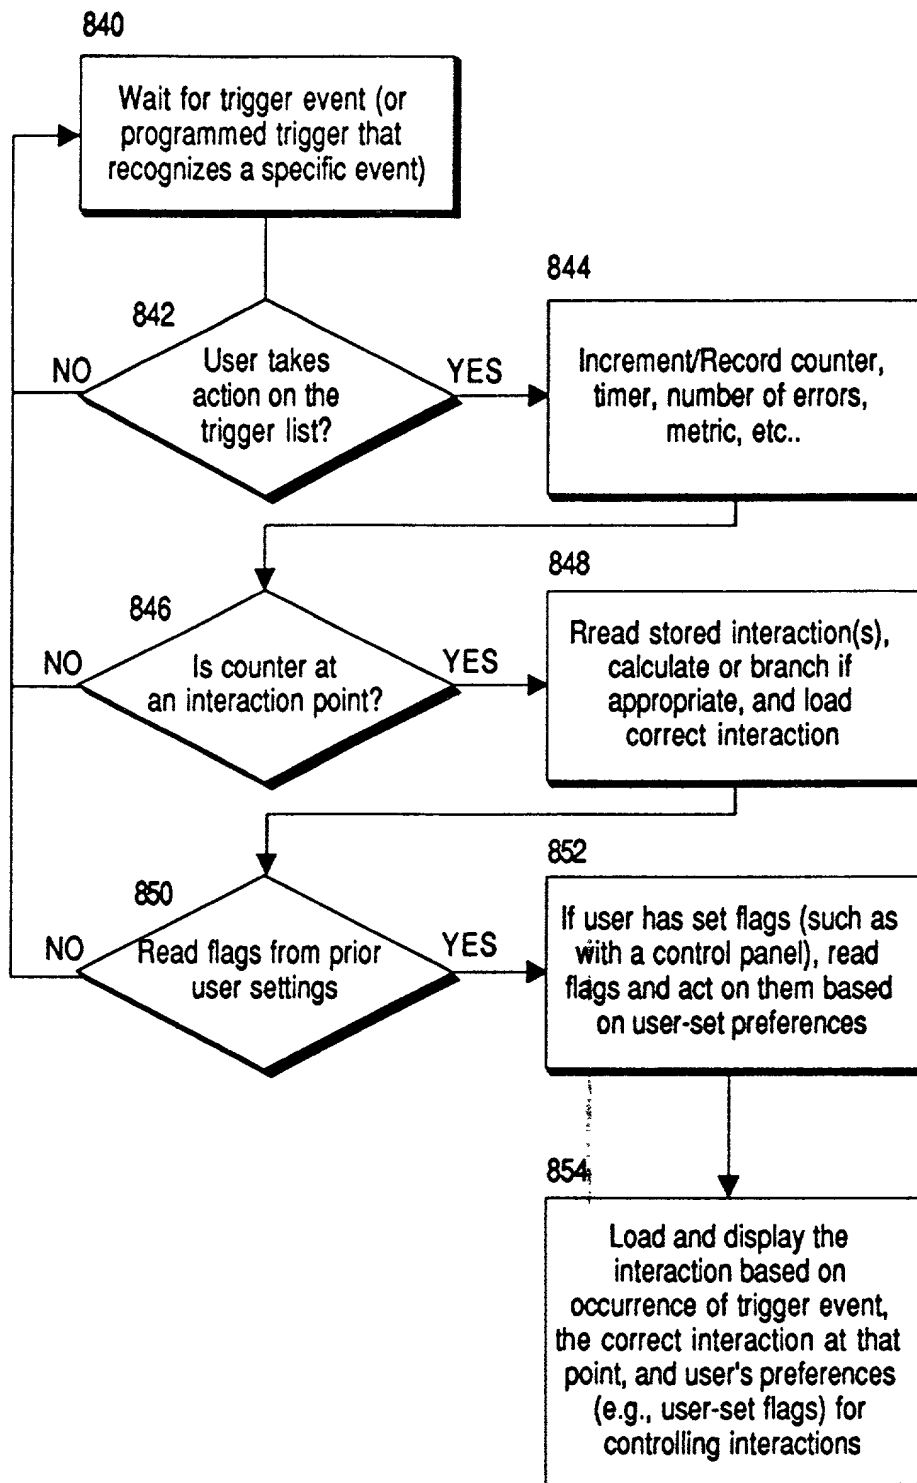 840
Wait for trigger event (or
programmed trigger that
recognizes a specific event)
842
NO
User takes
action on the
trigger list?
YES
844
Increment/Record counter,
timer, number of errors,
metric, etc..
846
NO
Is counter at
an interaction point?
YES
848
Rread stored interaction(s),
calculate or branch if
appropriate, and load
correct interaction
850
NO
Read flags from prior
user settings
YES
852
If user has set flags (such as
with a control panel), read
flags and act on them based
on user-set preferences
854
Load and display the
interaction based on
occurrence of trigger event,
the correct interaction at that
point, and user's preferences
(e.g., user-set flags) for
controlling interactions